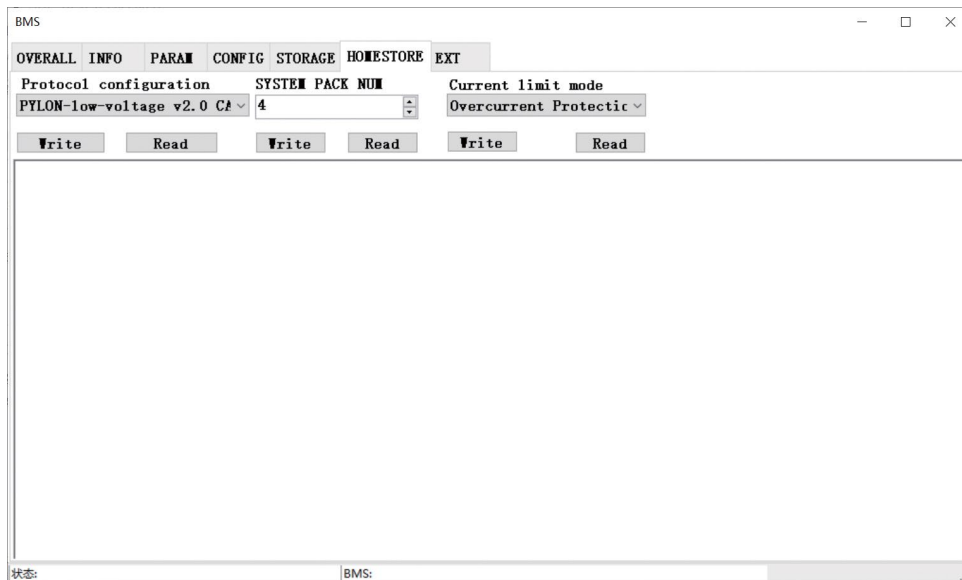 BMS
OVERALL INFO PARAM CONFIG STORAGE HOMESTORE EXT
Protocol configuration SYSTEM PACK NUM Current limit mode
PYLON-low-voltage v2.0 CA 4 Overcurrent Protectic
Write Read Write Read Write Read
状态: BMS: